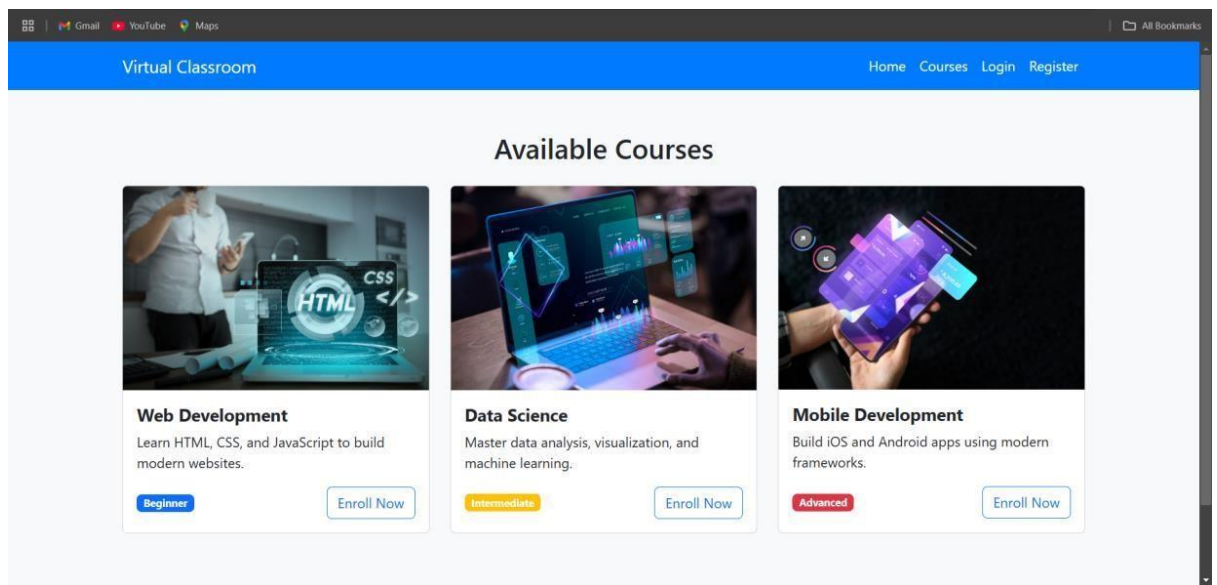 Gmail YouTube Maps All Bookmarks
Virtual Classroom Home Courses Login Register
Available Courses
CSS
HTML
</>
Web Development
Learn HTML, CSS, and JavaScript to build
modern websites.
Beginner Enroll Now
Data Science
Master data analysis, visualization, and
machine learning.
Intermediate Enroll Now
Mobile Development
Build iOS and Android apps using modern
frameworks.
Advanced Enroll Now